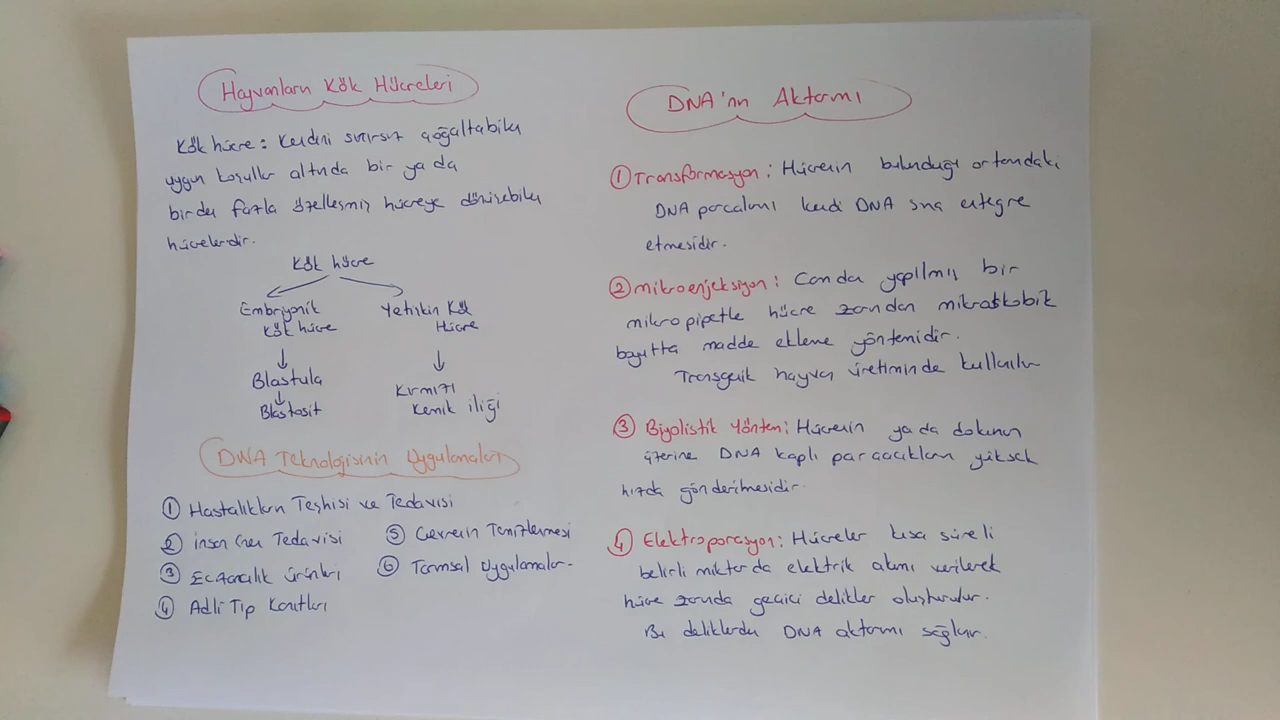 Hayvanların Kök Hücreleri
Kök hücre: Kendini sınırsız çoğaltabilen
uygun koşullar altında bir ya da
birden fazla özelleşmiş hücreye dönüşebilen
hücrelerdir.
Kök hücre
Embriyonik
Kök hücre
Yetişkin Kök
Hücre
Blastula
Blastosit
Kırmızı
Kemik iliği
DNA Teknolojisinin Uygulamaları
① Hastalıkların Teşhisi ve Tedavisi
② İnsan Gen Tedavisi
③ Eczacılık ürünleri
④ Adli Tıp Kanıtları
⑤ Çevrenin Temizlenmesi
⑥ Tarımsal Uygulamalar.
DNA'nın Aktarımı
① Transformasyon: Hücrenin bulunduğu ortamdaki
DNA parçalarını kendi DNA sına entegre
etmesidir.
② mikroenjeksiyon: Camdan yapılmış bir
mikropipetle hücre zarından mikroskobik
boyutta madde ekleme yöntemidir.
Transgenik hayvan üretiminde kullanılır
③ Biyolistik Yöntem: Hücrenin ya da dokunun
üzerine DNA kaplı parçacıkların yüksek
hızda gönderilmesidir.
④ Elektroporasyon: Hücreler kısa süreli
belirli miktarda elektrik akımı verilerek
hücre zarında geçici delikler oluşturulur.
Bu deliklerden DNA aktarımı sağlanır.